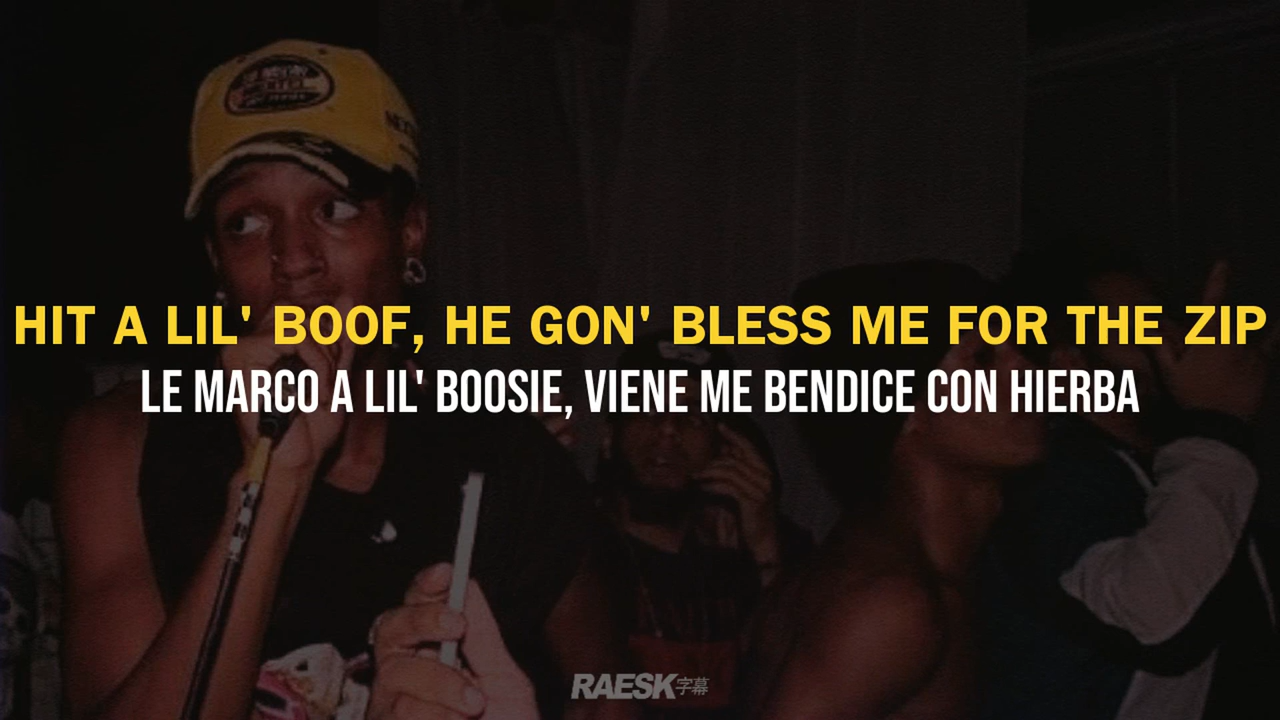 HIT A LIL' BOOF, HE GON' BLESS ME FOR THE ZIP
LE MARCO A LIL' BOOSIE, VIENE ME BENDICE CON HIERBA
RAESK字幕